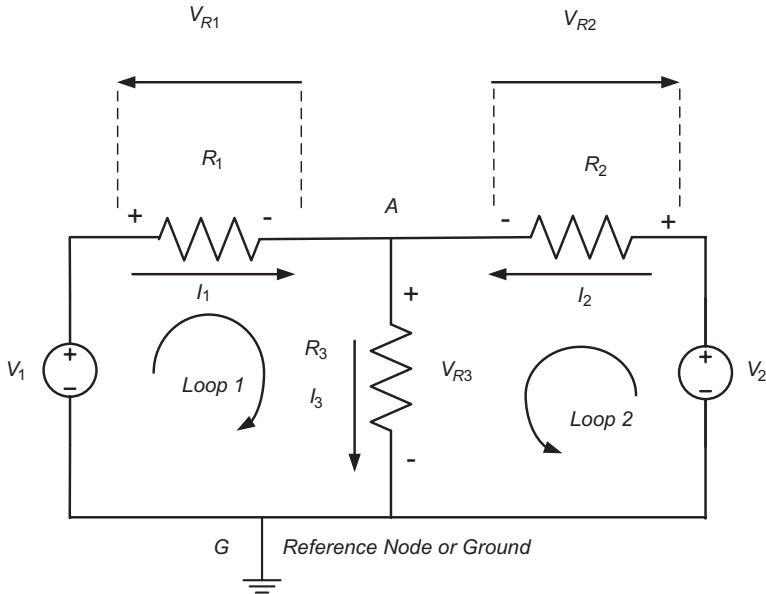 V_R1
V_R2
R_1
R_2
A
+
-
-
+
I_1
I_2
+
R_3
V_R3
I_3
-
V_1
+
-
Loop 1
Loop 2
+
-
V_2
G
Reference Node or Ground